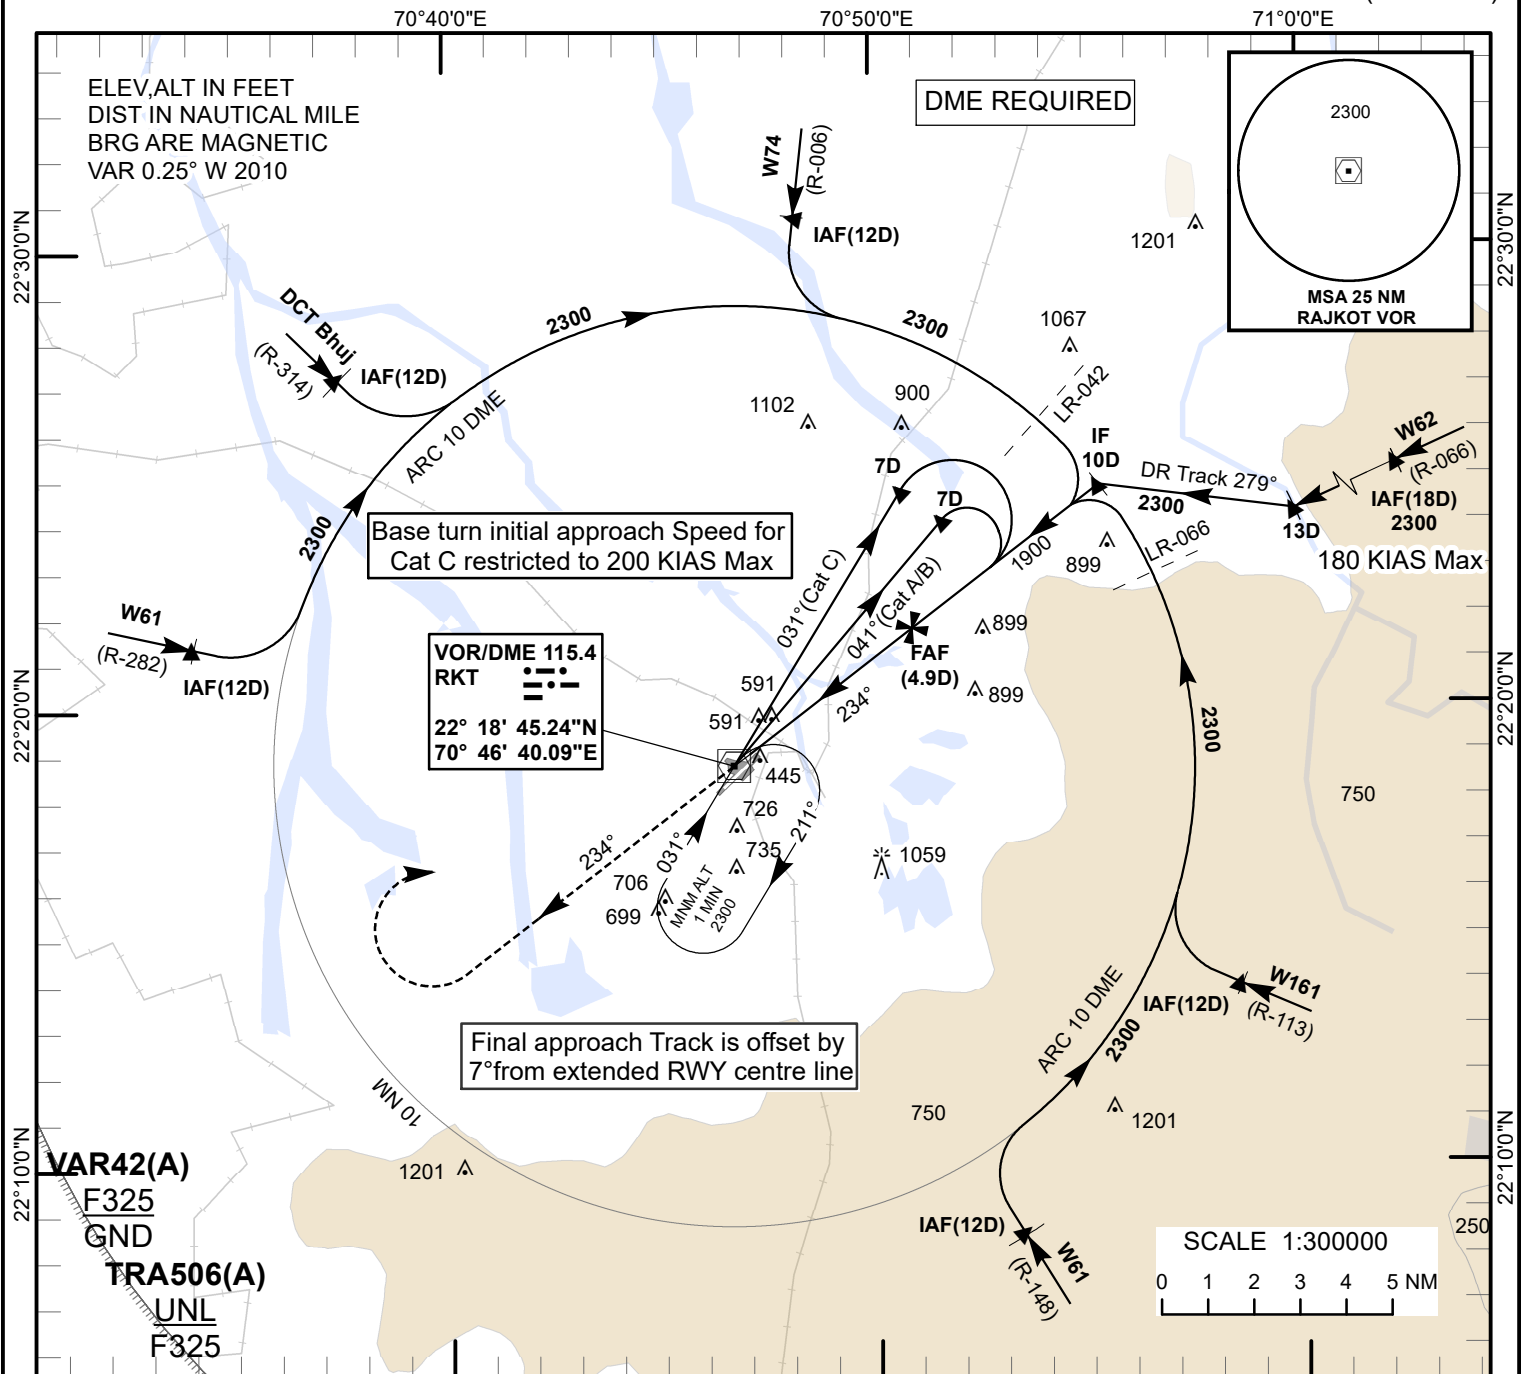 70°40'0"E
70°50'0"E
71°0'0"E
ELEV,ALT IN FEET
DIST IN NAUTICAL MILE
BRG ARE MAGNETIC
VAR 0.25° W 2010
DME REQUIRED
2300
MSA 25 NM
RAJKOT VOR
W74
(R-006)
IAF(12D)
1201
22°30'0"N
22°30'0"N
DCT Bhuj
(R-314)
IAF(12D)
2300
2300
1067
ARC 10 DME
1102
900
LR-042
W62
(R-066)
IAF(18D)
2300
IF
10D
DR Track 279°
2300
13D
180 KIAS Max
7D
7D
2300
Base turn initial approach Speed for
Cat C restricted to 200 KIAS Max
1900
899
LR-066
031°(Cat C)
041°(Cat A/B)
W61
(R-282)
IAF(12D)
VOR/DME 115.4
RKT
22° 18' 45.24"N
70° 46' 40.09"E
899
FAF
(4.9D)
899
234°
591
591
22°20'0"N
22°20'0"N
2300
445
750
726
211°
031°
735
234°
1059
706
699
MNM ALT
1 MIN
2300
W161
(R-113)
IAF(12D)
ARC 10 DME
2300
Final approach Track is offset by
7°from extended RWY centre line
10 NM
750
1201
1201
22°10'0"N
22°10'0"N
VAR42(A)
F325
GND
TRA506(A)
UNL
F325
IAF(12D)
W61
(R-148)
250
SCALE 1:300000
0 1 2 3 4 5 NM